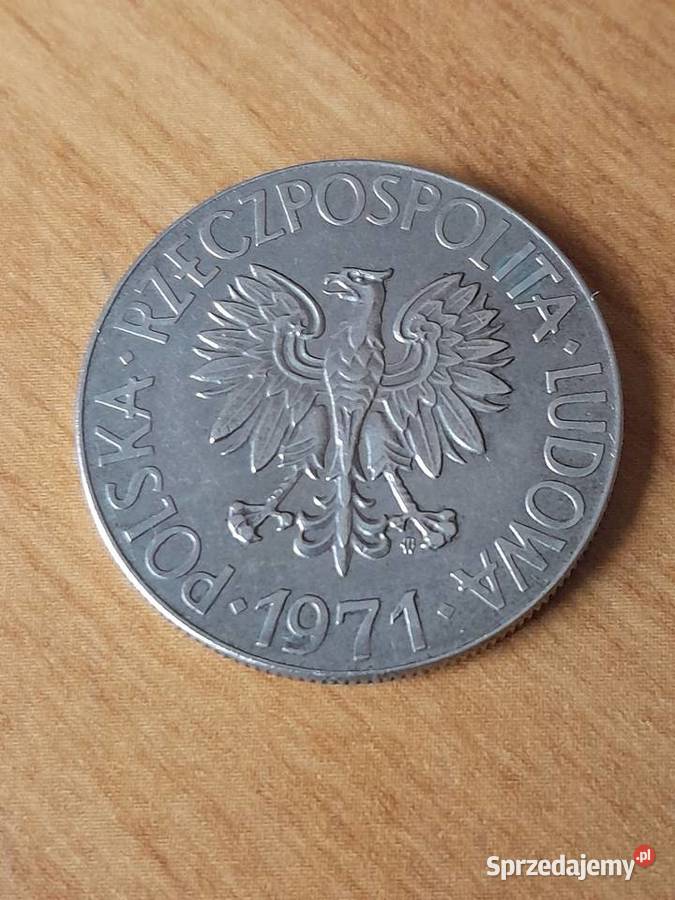 POLSKA · RZECZPOSPOLITA · LUDOWA ·
· 1971 ·
Sprzedajemy.pl